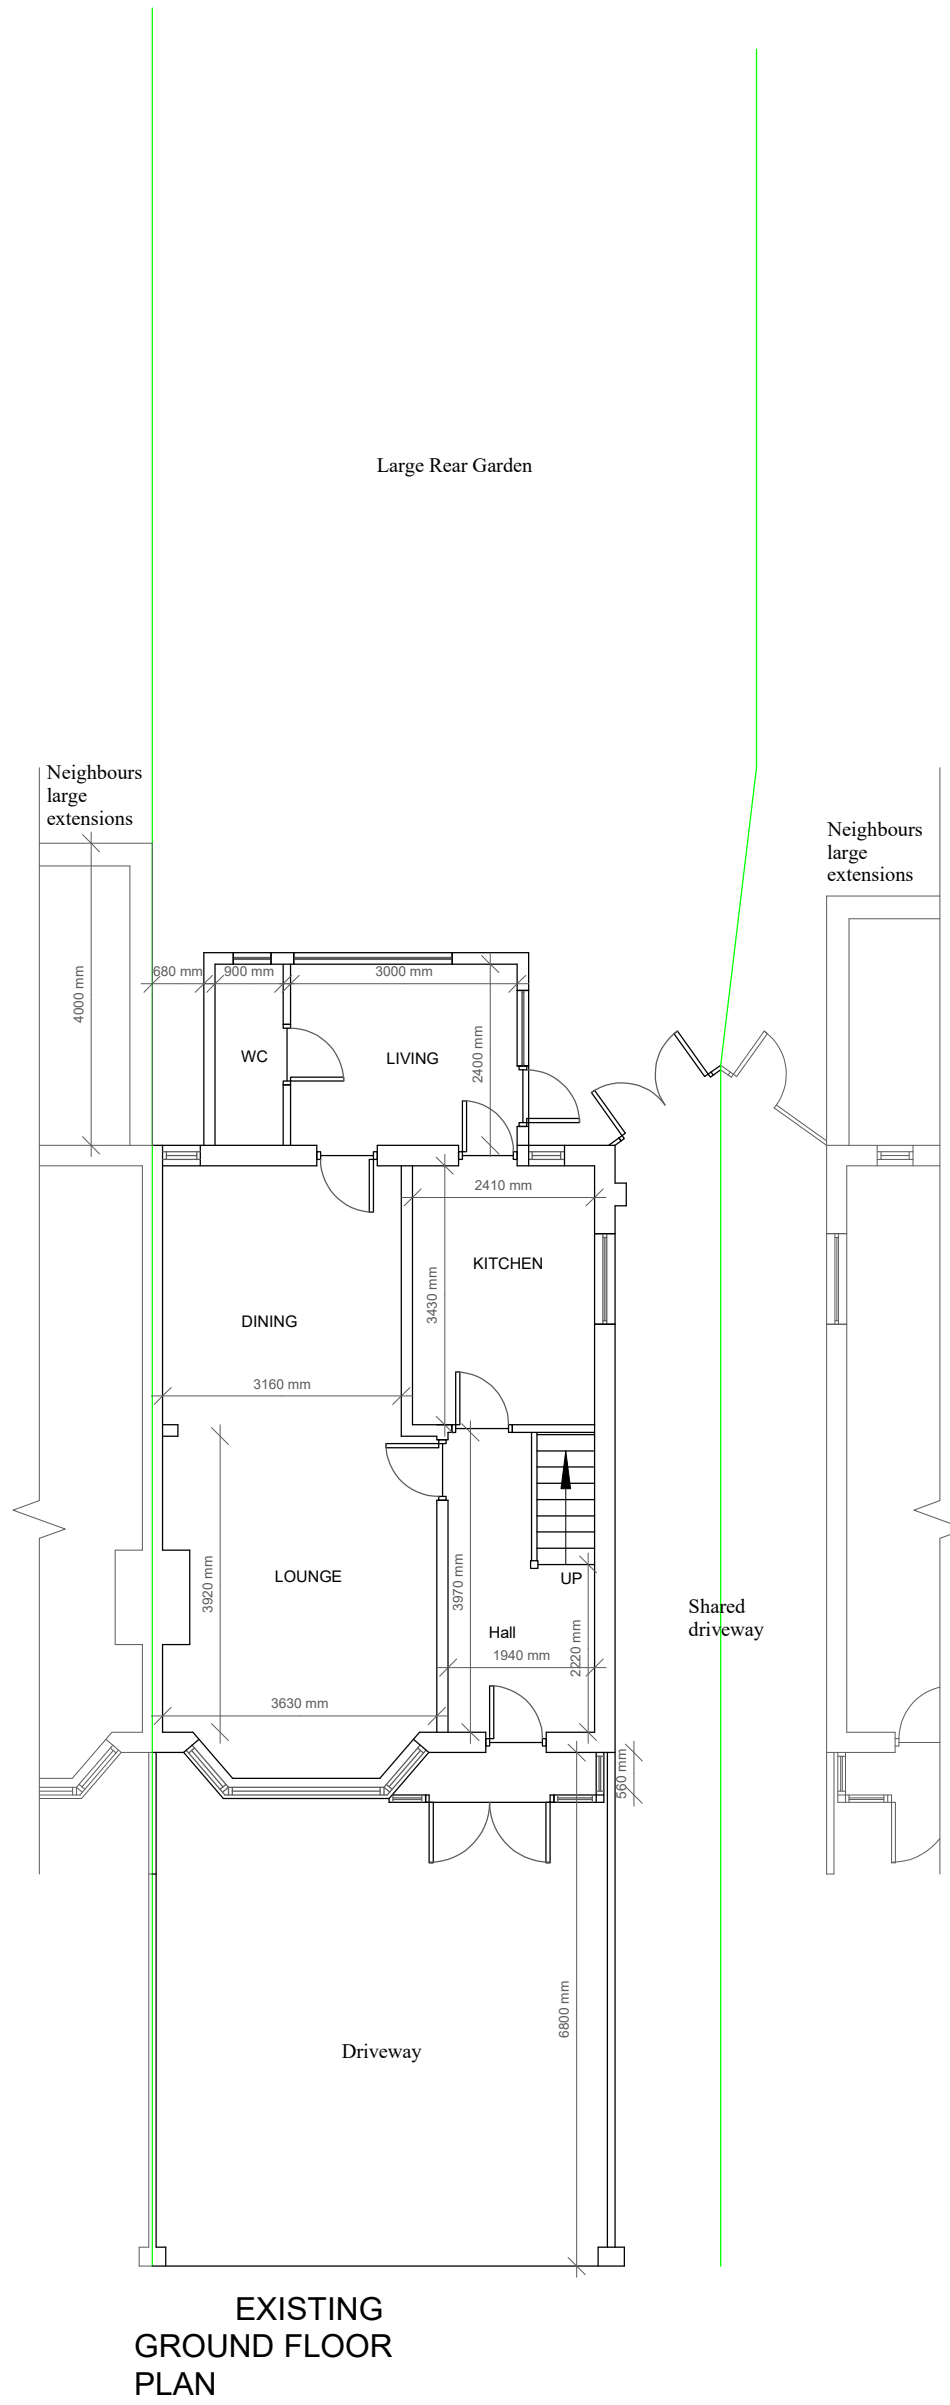 Large Rear Garden
Neighbours
large
extensions
Neighbours
large
extensions
4000 mm
680 mm
900 mm
3000 mm
WC
LIVING
2400 mm
2410 mm
KITCHEN
3430 mm
DINING
3160 mm
LOUNGE
3920 mm
3970 mm
UP
Hall
1940 mm
2220 mm
Shared
driveway
3630 mm
560 mm
6800 mm
Driveway
EXISTING
GROUND FLOOR
PLAN